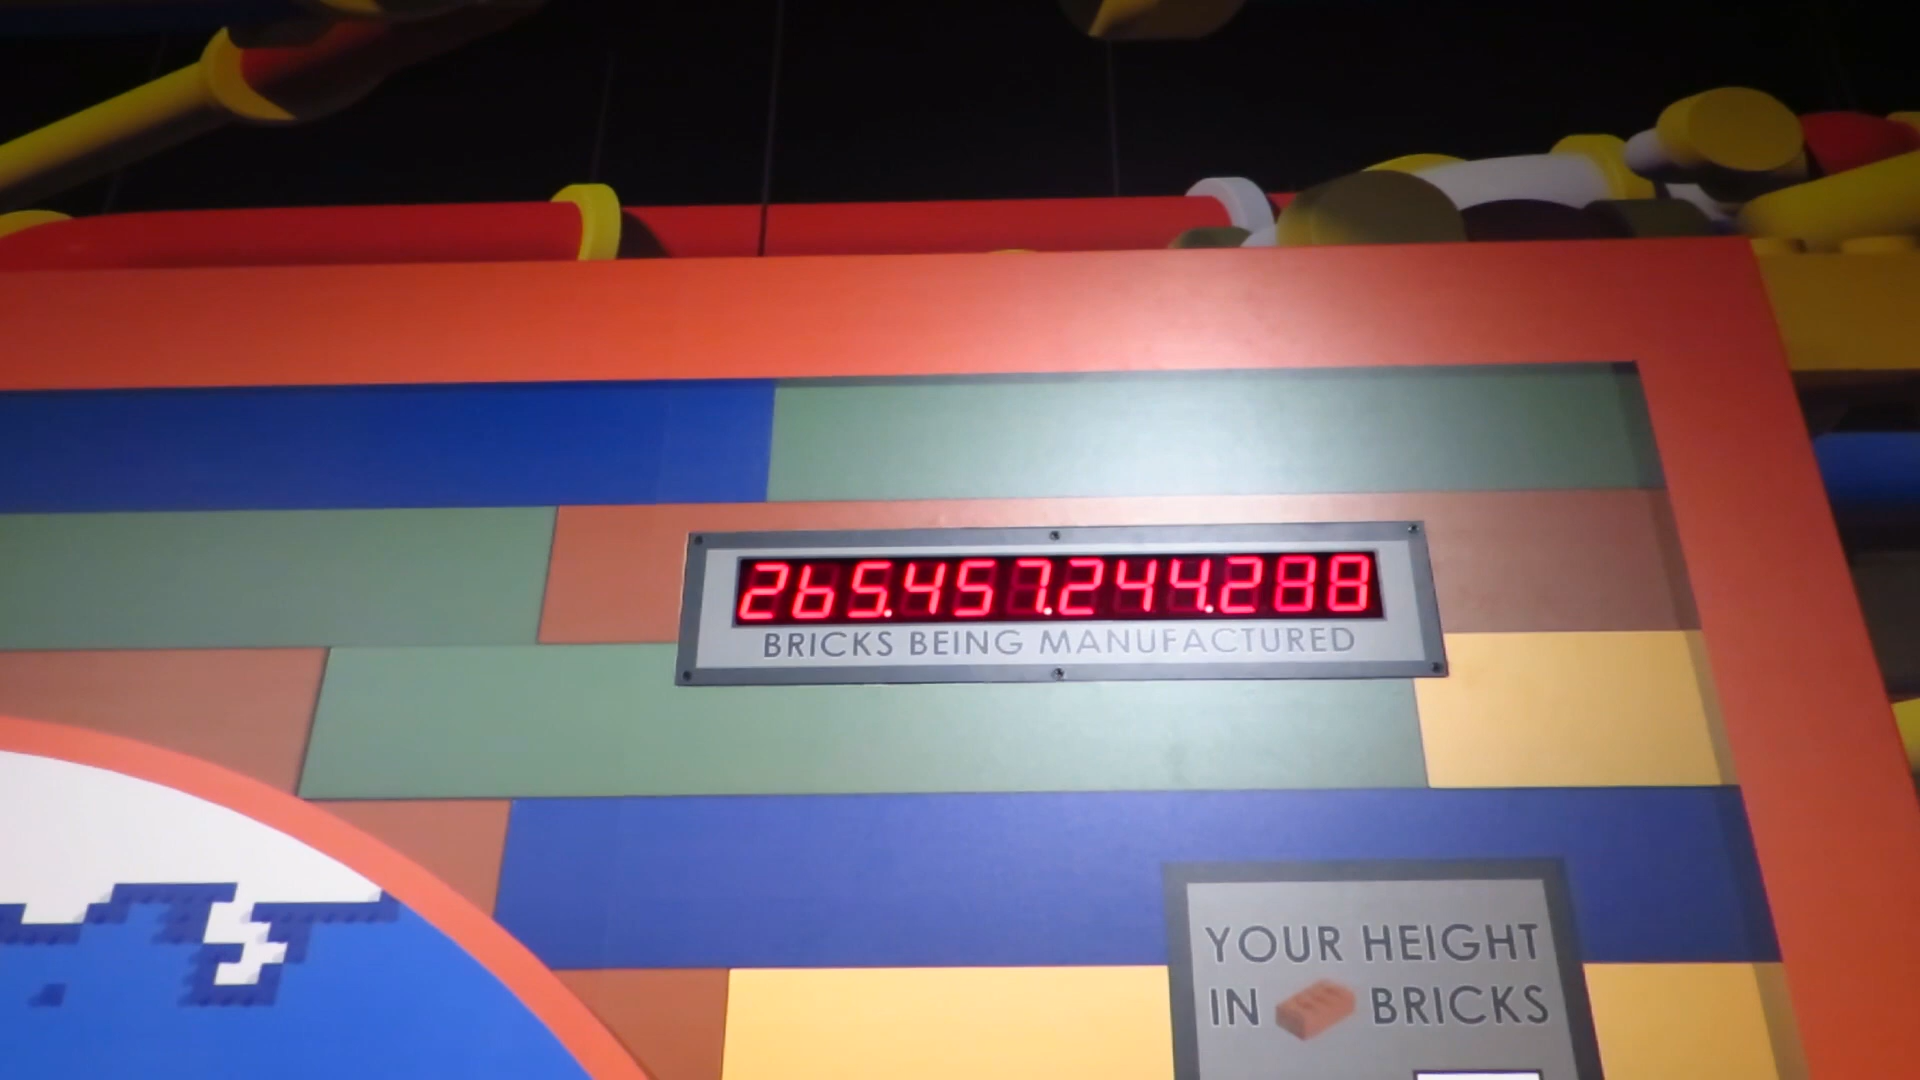 265.457.244.288
BRICKS BEING MANUFACTURED
YOUR HEIGHT
IN BRICKS